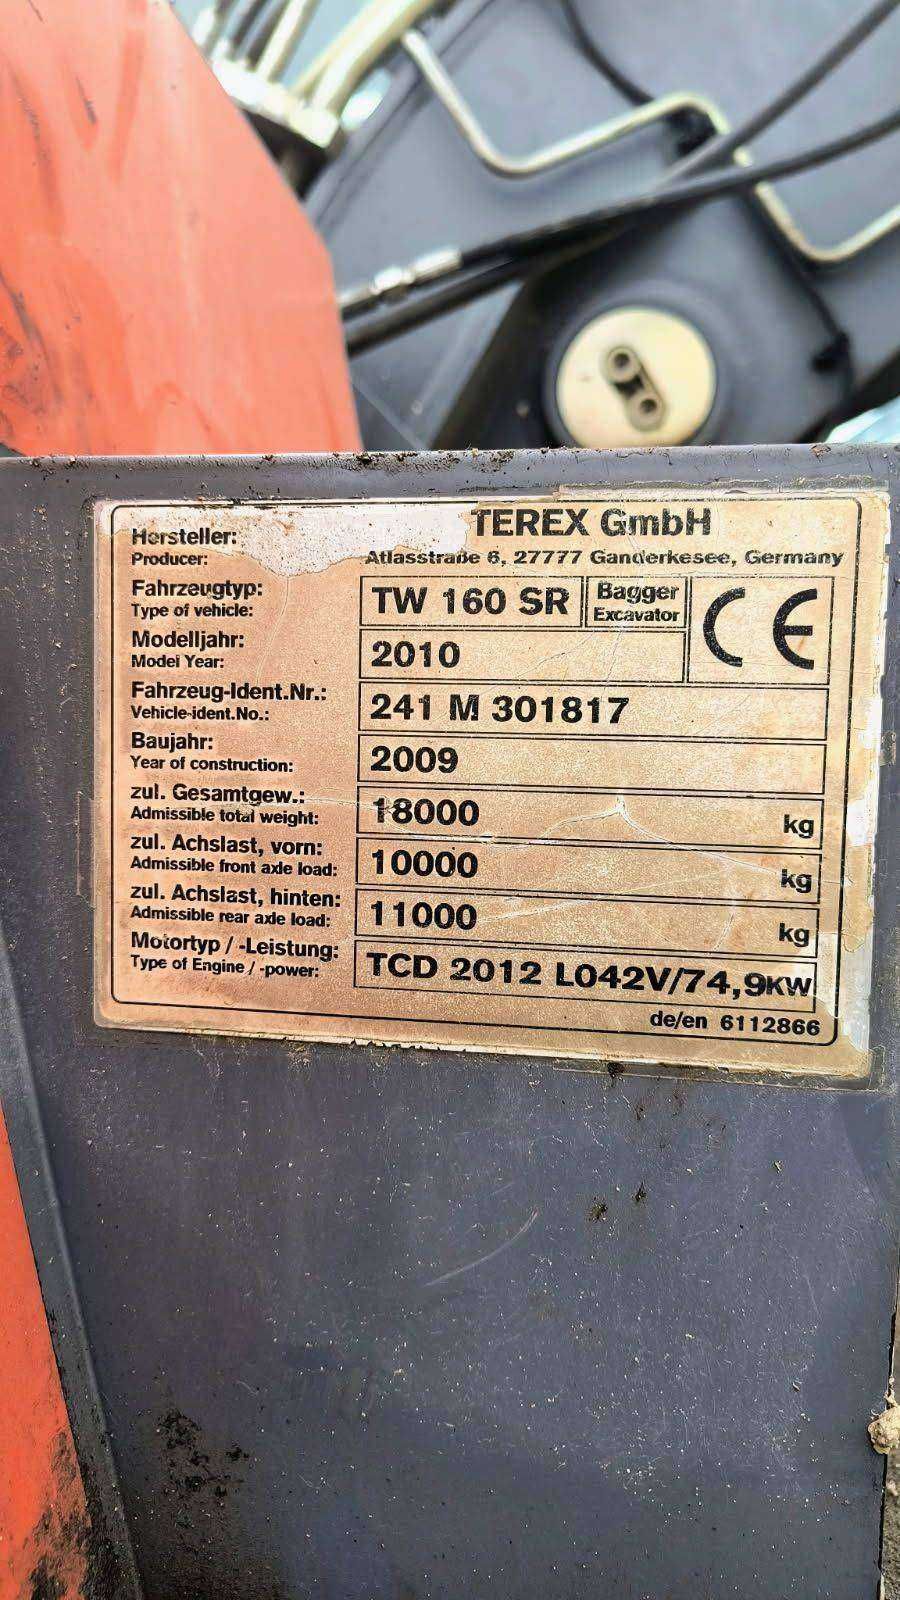 TEREX GmbH
Hersteller:
Producer:
Atlasstraße 6, 27777 Ganderkesee, Germany
Fahrzeugtyp:
Type of vehicle:
TW 160 SR
Bagger
Excavator
CE
Modelljahr:
Model Year:
2010
Fahrzeug-Ident.Nr.:
Vehicle-ident.No.:
241 M 301817
Baujahr:
Year of construction:
2009
zul. Gesamtgew.:
Admissible total weight:
18000 kg
zul. Achslast, vorn:
Admissible front axle load:
10000 kg
zul. Achslast, hinten:
Admissible rear axle load:
11000 kg
Motortyp / -Leistung:
Type of Engine / -power:
TCD 2012 L042V/74,9KW
de/en 6112866